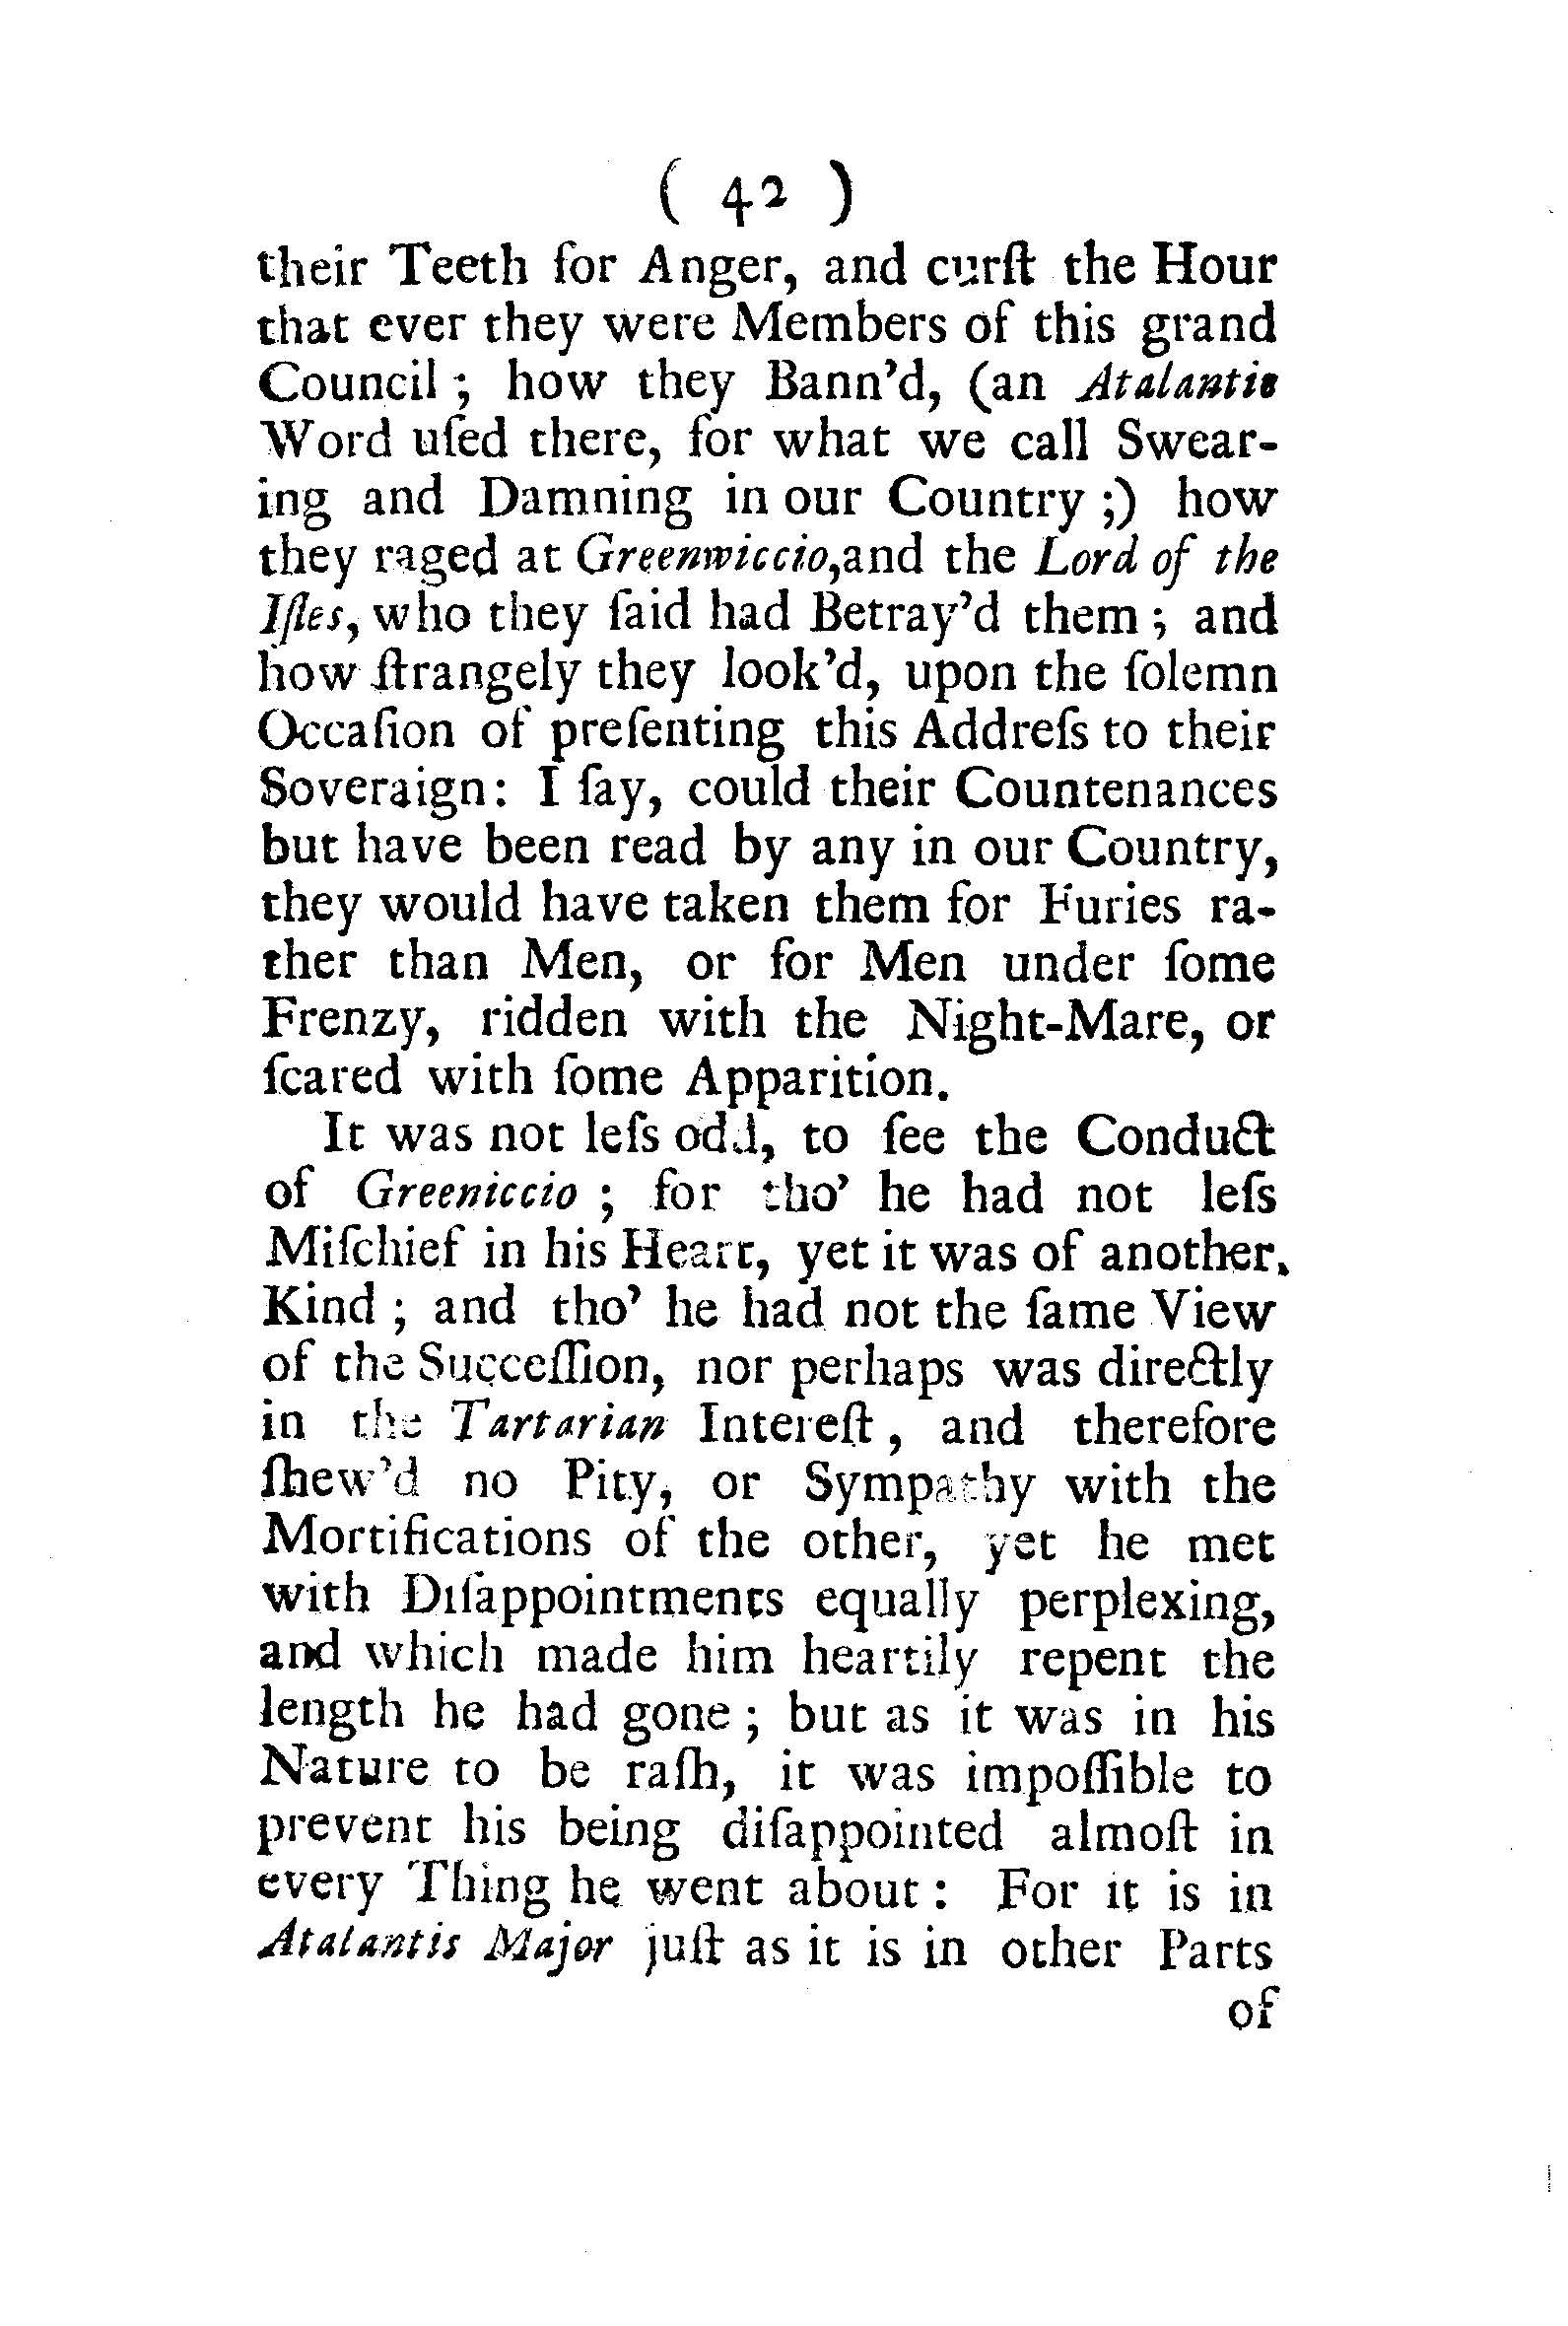 ( 42 )
their Teeth for Anger, and curſt the Hour
that ever they were Members of this grand
Council ; how they Bann'd, (an Atalantis
Word uſed there, for what we call Swear-
ing and Damning in our Country ;) how
they raged at Greenwiccio,and the Lord of the
Iſles, who they ſaid had Betray'd them ; and
how ſtrangely they look'd, upon the ſolemn
Occaſion of preſenting this Addreſs to their
Soveraign: I ſay, could their Countenances
but have been read by any in our Country,
they would have taken them for Furies ra-
ther than Men, or for Men under ſome
Frenzy, ridden with the Night-Mare, or
ſcared with ſome Apparition.
It was not leſs odd, to ſee the Conduct
of Greeniccio ; for tho' he had not leſs
Miſchief in his Heart, yet it was of another.
Kind ; and tho' he had not the ſame View
of the Succeſſion, nor perhaps was directly
in the Tartarian Intereſt, and therefore
ſhew'd no Pity, or Sympathy with the
Mortifications of the other, yet he met
with Diſappointments equally perplexing,
and which made him heartily repent the
length he had gone ; but as it was in his
Nature to be raſh, it was impoſſible to
prevent his being diſappointed almoſt in
every Thing he went about : For it is in
Atalantis Major juſt as it is in other Parts
of